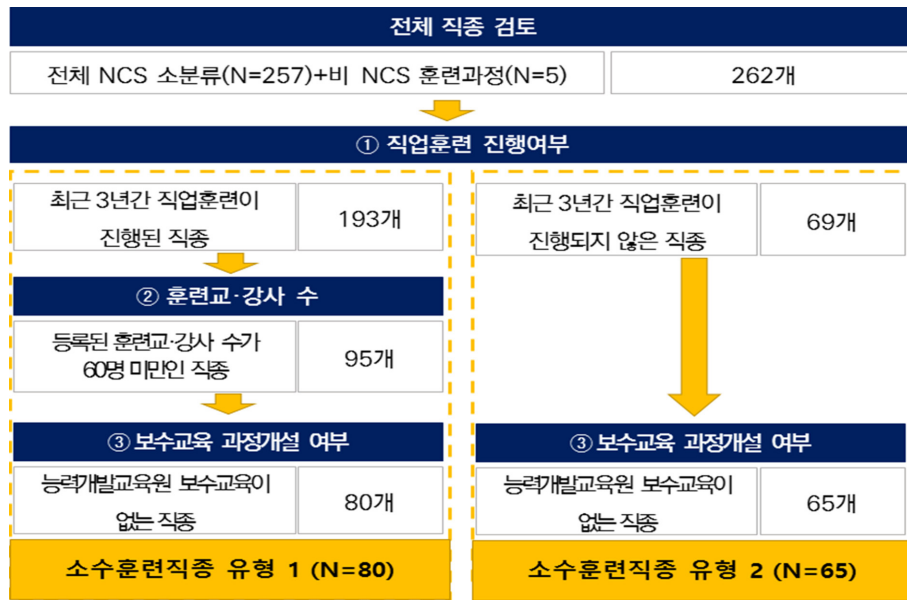 전체 직종 검토
전체 NCS 소분류(N=257)+비 NCS 훈련과정(N=5)
262개
① 직업훈련 진행여부
최근 3년간 직업훈련이
진행된 직종
193개
최근 3년간 직업훈련이
진행되지 않은 직종
69개
② 훈련교·강사 수
등록된 훈련교·강사 수가
60명 미만인 직종
95개
③ 보수교육 과정개설 여부
능력개발교육원 보수교육이
없는 직종
80개
③ 보수교육 과정개설 여부
능력개발교육원 보수교육이
없는 직종
65개
소수훈련직종 유형 1 (N=80)
소수훈련직종 유형 2 (N=65)